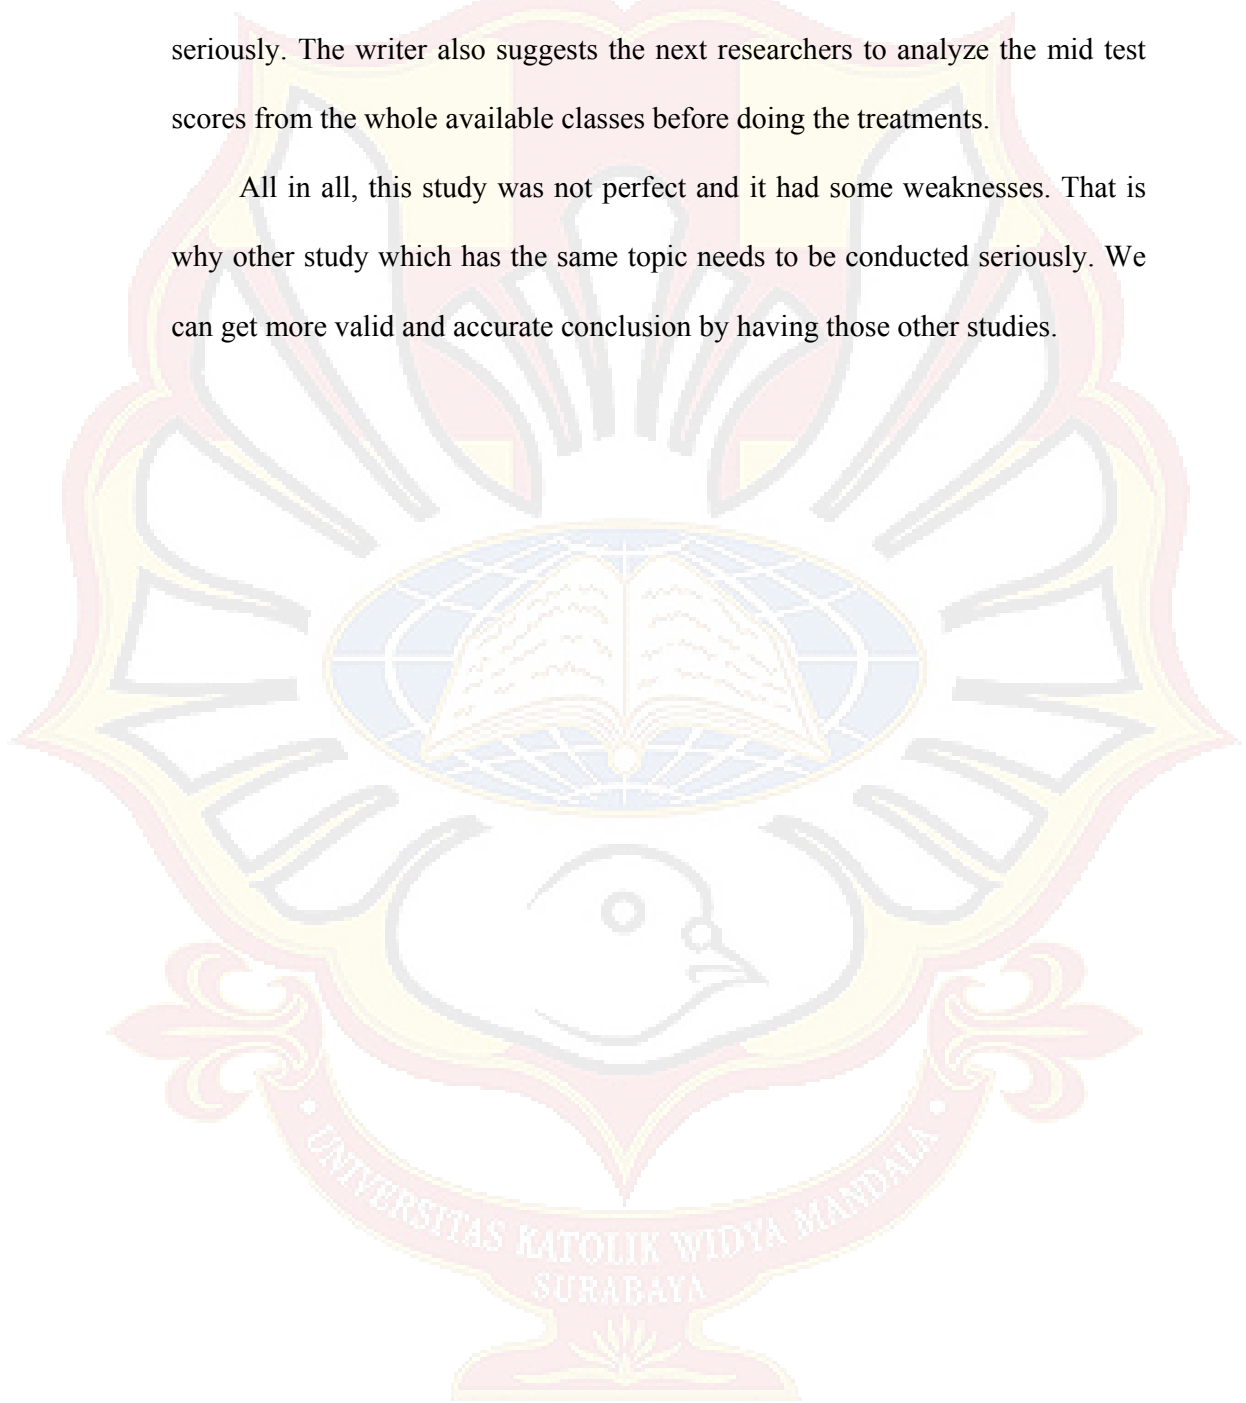 seriously. The writer also suggests the next researchers to analyze the mid test
scores from the whole available classes before doing the treatments.
All in all, this study was not perfect and it had some weaknesses. That is
why other study which has the same topic needs to be conducted seriously. We
can get more valid and accurate conclusion by having those other studies.
UNIVERSITAS KATOLIK WIDYA MANDALA
SURABAYA